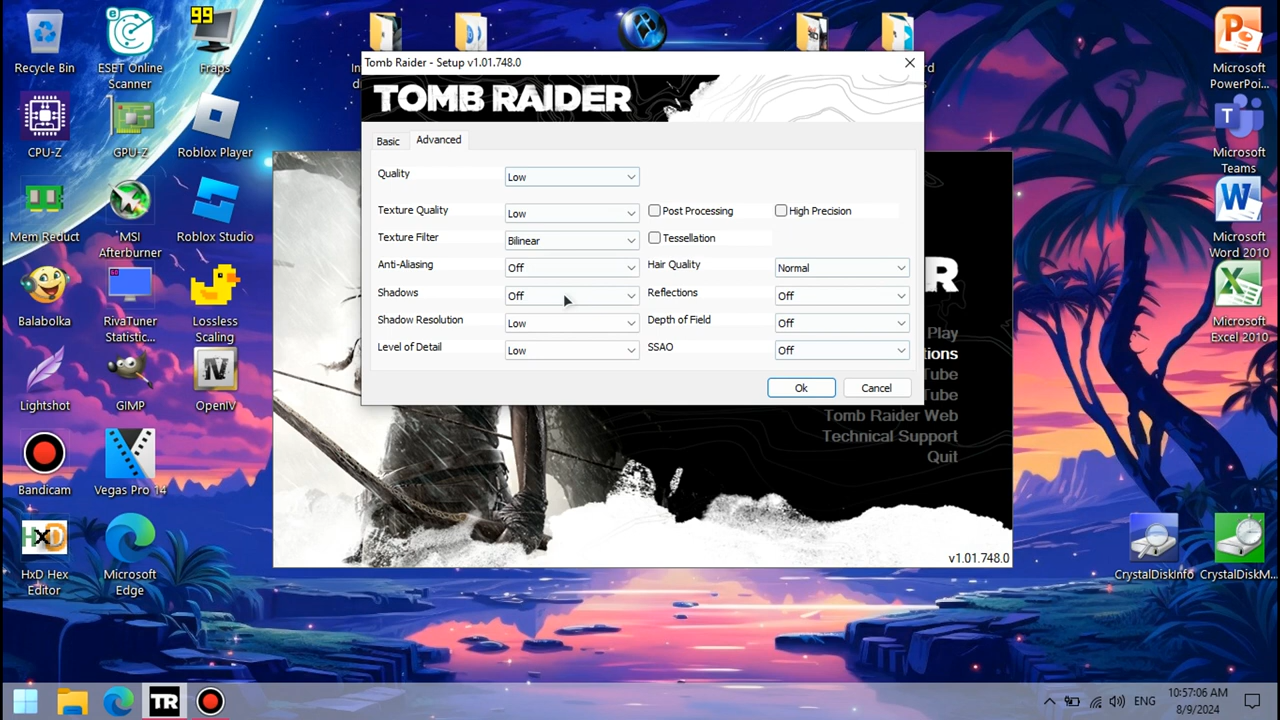 99
Recycle Bin
ESET Online
Scanner
Fraps
CPU-Z
GPU-Z
Roblox Player
Mem Reduct
MSI
Afterburner
Roblox Studio
Balabolka
RivaTuner
Statistic...
Lossless
Scaling
Lightshot
GIMP
IV
OpenIV
Bandicam
Vegas Pro 14
HxD
HxD Hex
Editor
Microsoft
Edge
Tomb Raider - Setup v1.01.748.0
TOMB RAIDER
Basic
Advanced
Quality
Low
Texture Quality
Low
Post Processing
High Precision
Texture Filter
Bilinear
Tessellation
Anti-Aliasing
Off
Hair Quality
Normal
Shadows
Off
Reflections
Off
Shadow Resolution
Low
Depth of Field
Off
Level of Detail
Low
SSAO
Off
Ok
Cancel
R
Play
tions
Tube
Tube
Tomb Raider Web
Technical Support
Quit
v1.01.748.0
Microsoft
PowerPoi...
Microsoft
Teams
Microsoft
Word 2010
Microsoft
Excel 2010
CrystalDiskInfo
CrystalDiskM...
TR
ENG
10:57:06 AM
8/9/2024